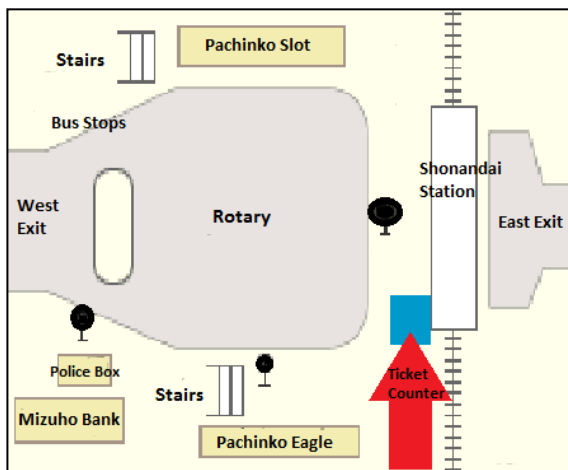 Pachinko Slot
Stairs
Bus Stops
Shonandai
Station
West
Exit
Rotary
East Exit
Police Box
Ticket
Counter
Stairs
Mizuho Bank
Pachinko Eagle